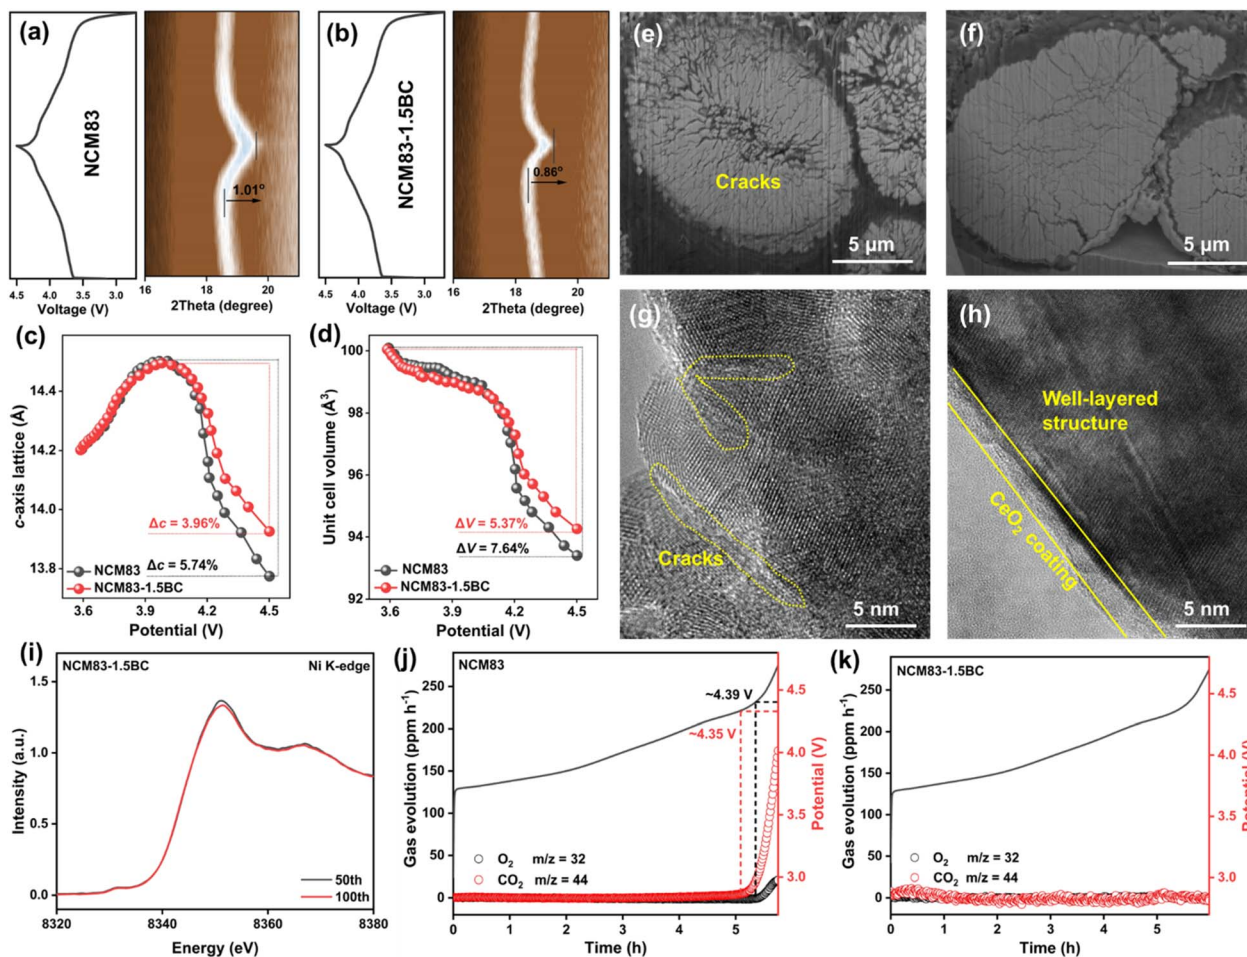 (a)
NCM83
1.01°
4.5 4.0 3.5 3.0
Voltage (V)
16 18 20
2Theta (degree)
(b)
NCM83-1.5BC
0.86°
4.5 4.0 3.5 3.0
Voltage (V)
16 18 20
2Theta (degree)
(e)
Cracks
5 μm
(f)
5 μm
(c)
14.4
14.2
14.0
13.8
c-axis lattice (Å)
Δc = 3.96%
Δc = 5.74%
NCM83
NCM83-1.5BC
3.6 3.9 4.2 4.5
Potential (V)
(d)
100
98
96
94
92
Unit cell volume (Å³)
ΔV = 5.37%
ΔV = 7.64%
NCM83
NCM83-1.5BC
3.6 3.9 4.2 4.5
Potential (V)
(g)
Cracks
5 nm
(h)
Well-layered
structure
CeO₂ coating
5 nm
(i)
NCM83-1.5BC Ni K-edge
1.5
1.0
0.5
0.0
Intensity (a.u.)
50th
100th
8320 8340 8360 8380
Energy (eV)
(j)
NCM83
250
200
150
100
50
0
Gas evolution (ppm h⁻¹)
~4.39 V
~4.35 V
O₂ m/z = 32
CO₂ m/z = 44
4.5
4.0
3.5
3.0
Potential (V)
0 1 2 3 4 5
Time (h)
(k)
NCM83-1.5BC
250
200
150
100
50
0
Gas evolution (ppm h⁻¹)
O₂ m/z = 32
CO₂ m/z = 44
4.5
4.0
3.5
3.0
Potential (V)
0 1 2 3 4 5
Time (h)